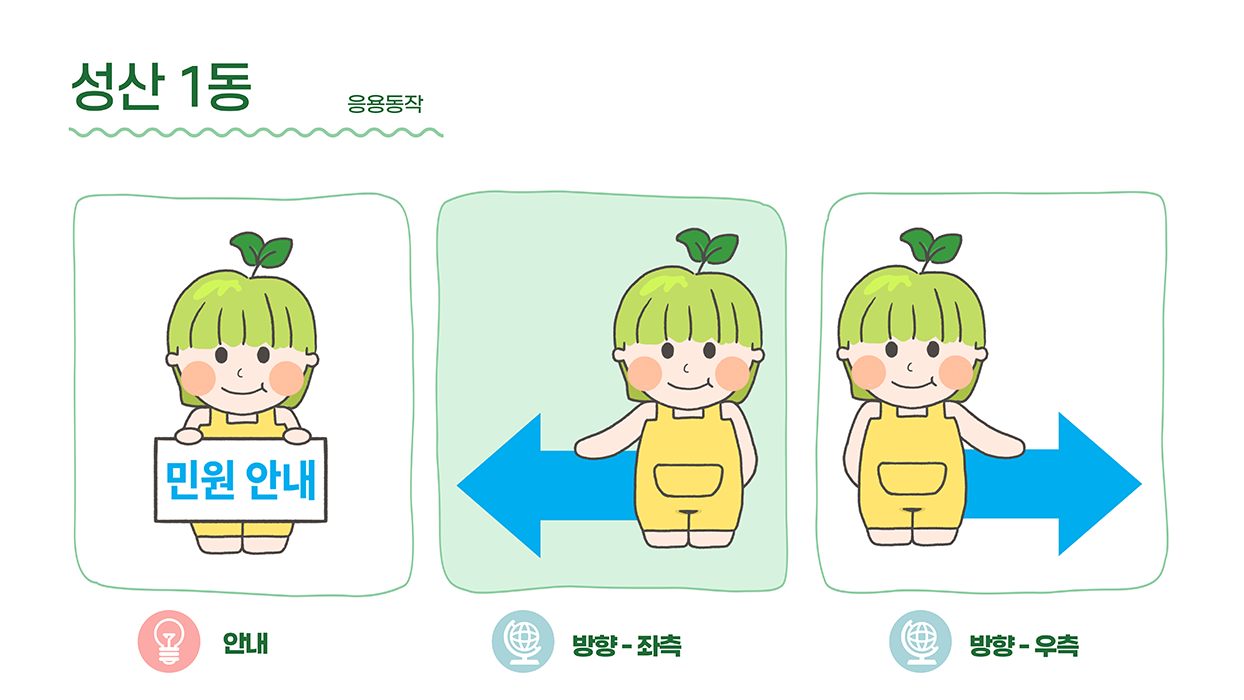 성산 1동
응용동작
민원 안내
안내
방향 - 좌측
방향 - 우측